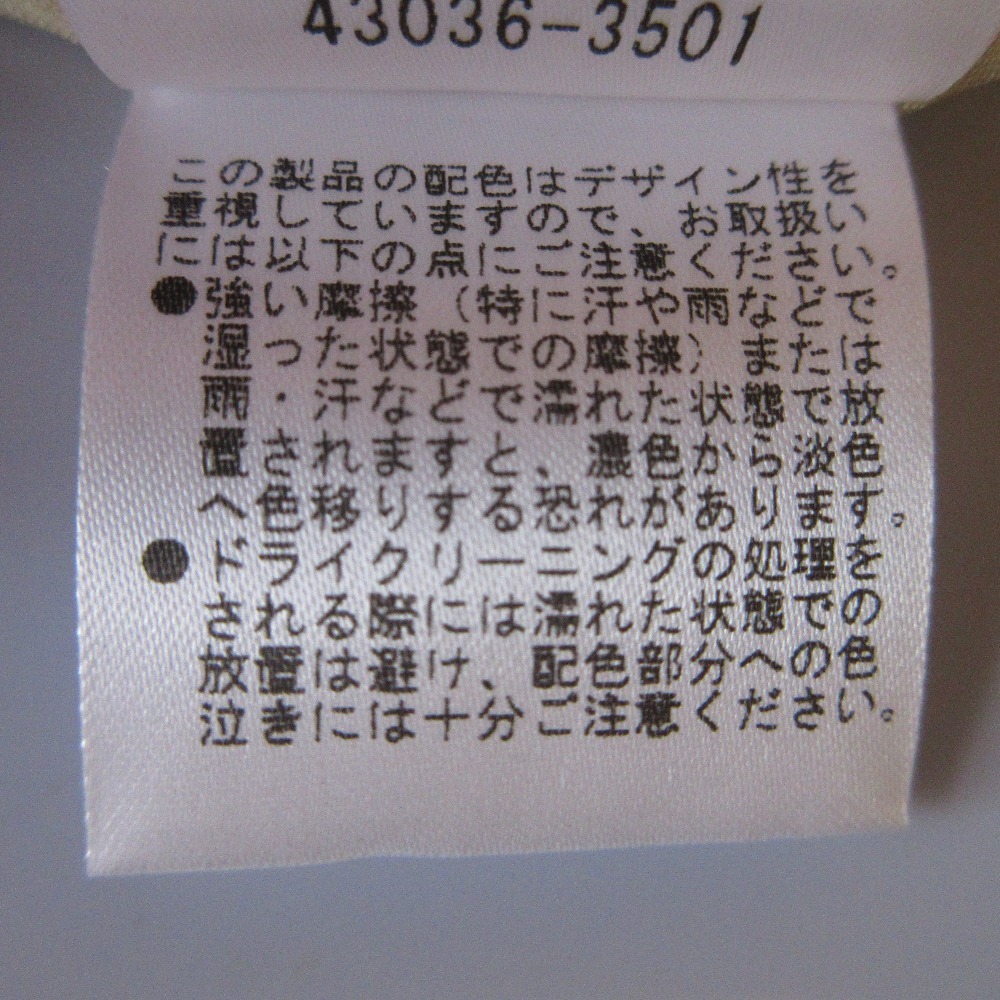 43036-3501
この製品の配色はデザイン性を
重視していますので、お取扱い
には以下の点にご注意ください。
●強い摩擦(特に汗や雨などで
湿った状態での摩擦)または
雨・汗などで濡れた状態で放
置されますと、濃色から淡色
へ色移りする恐れがあります。
●ドライクリーニングの処理を
される際には濡れた状態での
放置は避け、配色部分への色
泣きには十分ご注意ください。